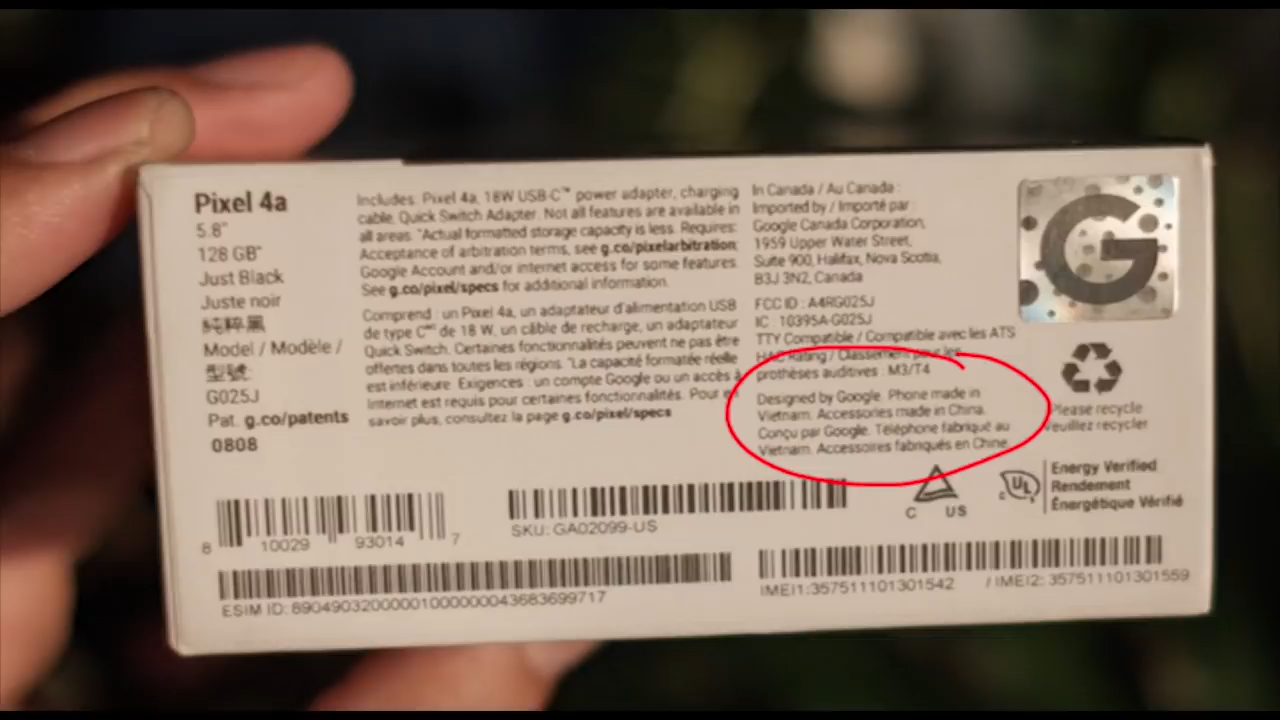 Pixel 4a
5.8"
128 GB*
Just Black
Juste noir
純粹黑
Model / Modèle /
型號:
G025J
Pat. g.co/patents
0808
Includes: Pixel 4a, 18W USB-C™ power adapter, charging
cable, Quick Switch Adapter. Not all features are available in
all areas. *Actual formatted storage capacity is less. Requires:
Acceptance of arbitration terms, see g.co/pixelarbitration;
Google Account and/or internet access for some features.
See g.co/pixel/specs for additional information.
Comprend : un Pixel 4a, un adaptateur d'alimentation USB
de type Cᴹᶜ de 18 W, un câble de recharge, un adaptateur
Quick Switch. Certaines fonctionnalités peuvent ne pas être
offertes dans toutes les régions. *La capacité formatée réelle
est inférieure. Exigences : un compte Google ou un accès à
Internet est requis pour certaines fonctionnalités. Pour en
savoir plus, consultez la page g.co/pixel/specs
In Canada / Au Canada :
Imported by / Importé par :
Google Canada Corporation,
1959 Upper Water Street,
Suite 900, Halifax, Nova Scotia,
B3J 3N2, Canada
FCC ID : A4RG025J
IC : 10395A-G025J
TTY Compatible / Compatible avec les ATS
HAC Rating / Classement pour les
prothèses auditives : M3/T4
Designed by Google. Phone made in
Vietnam. Accessories made in China.
Conçu par Google. Téléphone fabriqué au
Vietnam. Accessoires fabriqués en Chine.
G
Please recycle
Veuillez recycler
C US
C UL US
Energy Verified
Rendement
Énergétique Vérifié
8 10029 93014 7
SKU: GA02099-US
ESIM ID: 89049032000001000000043683699717
IMEI1:357511101301542 / IMEI2: 357511101301559